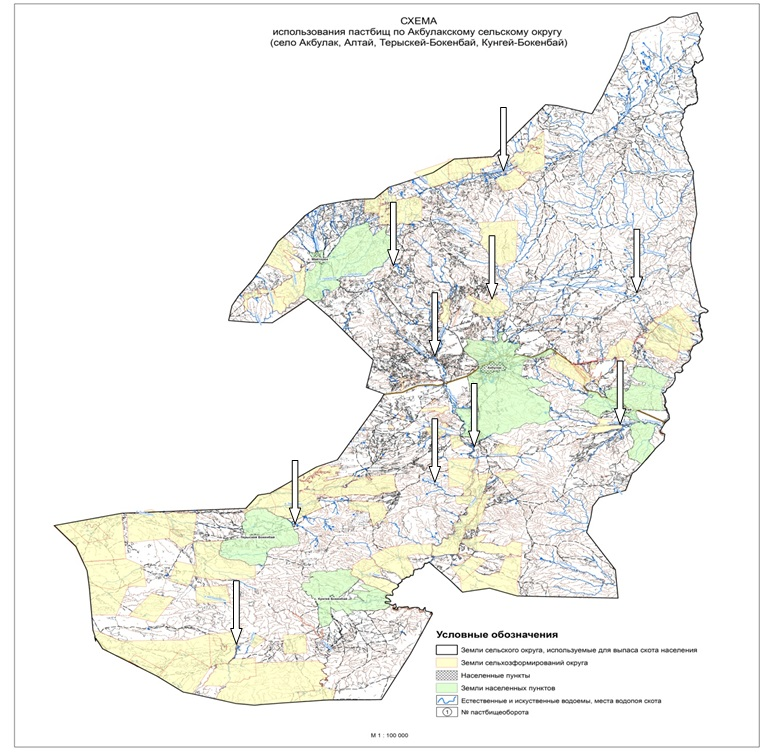 СХЕМА
использования пастбищ по Акбулакскому сельскому округу
(село Акбулак, Алтай, Терыскей-Бокенбай, Кунгей-Бокенбай)
Акбулак
Условные обозначения
Земли сельского округа, используемые для выпаса скота населения
Земли сельхозформирований округа
Населенные пункты
Земли населенных пунктов
Естественные и искуственные водоемы, места водопоя скота
1 № пастбищеоборота
М 1 : 100 000